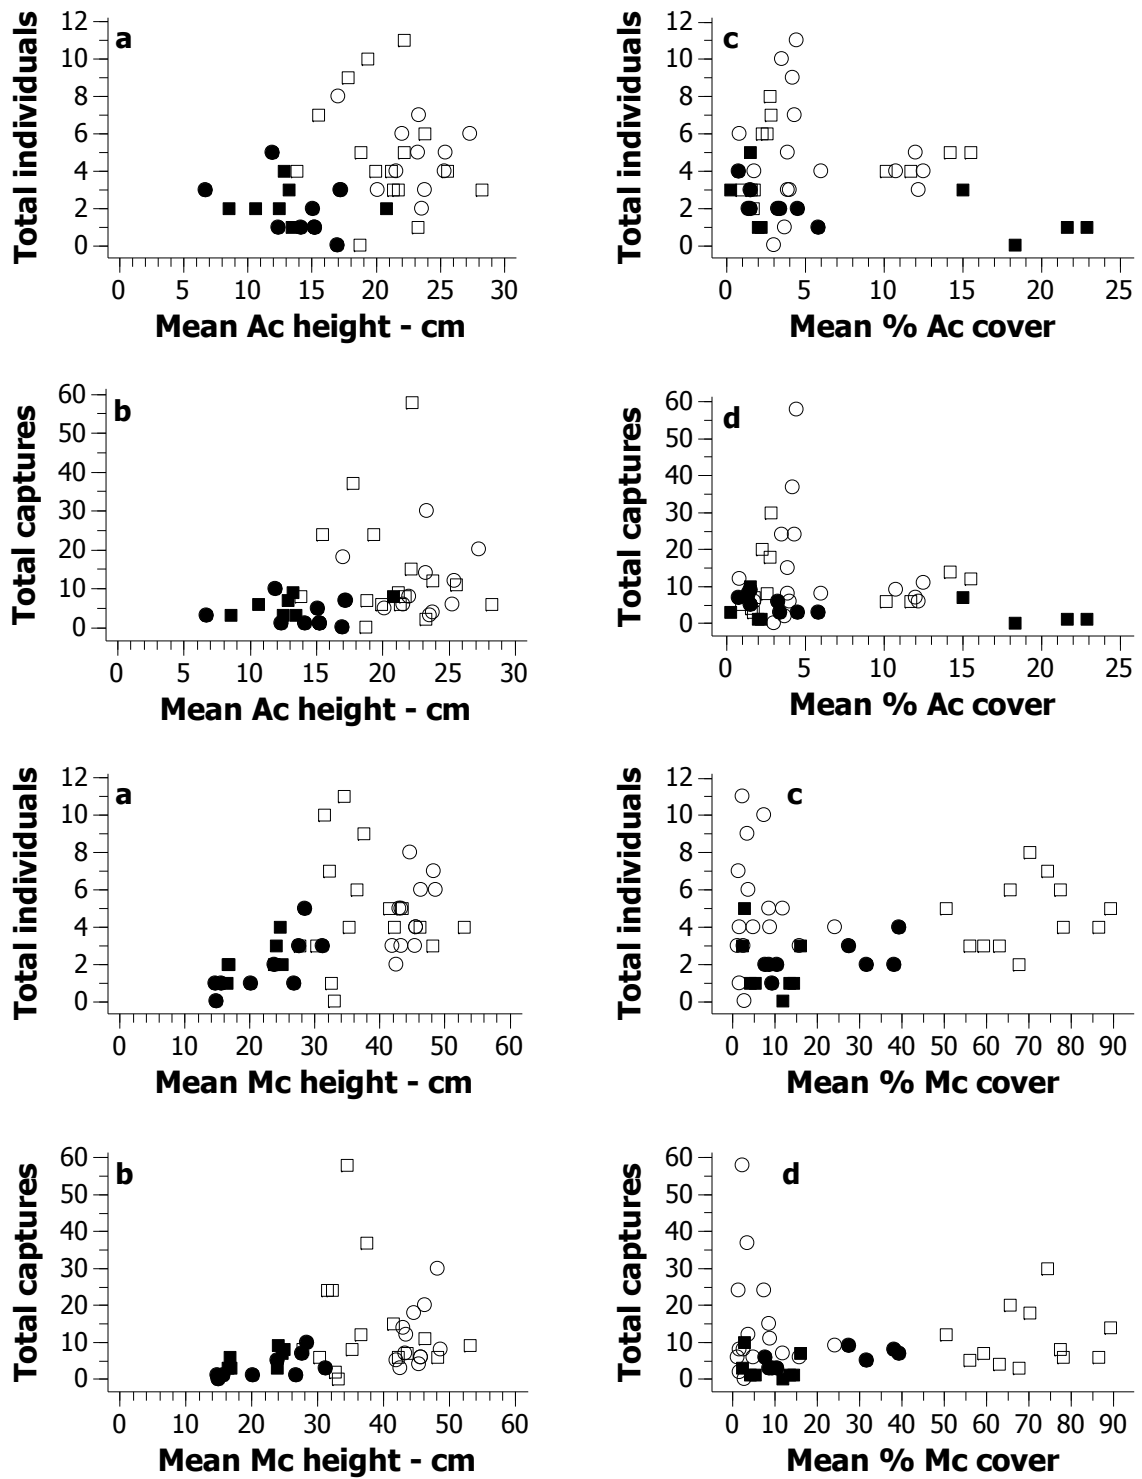 a
Total individuals
12
10
8
6
4
2
0
0 5 10 15 20 25 30
Mean Ac height - cm
c
Total individuals
12
10
8
6
4
2
0
0 5 10 15 20 25
Mean % Ac cover
b
Total captures
60
50
40
30
20
10
0
0 5 10 15 20 25 30
Mean Ac height - cm
d
Total captures
60
50
40
30
20
10
0
0 5 10 15 20 25
Mean % Ac cover
a
Total individuals
12
10
8
6
4
2
0
0 10 20 30 40 50 60
Mean Mc height - cm
c
Total individuals
12
10
8
6
4
2
0
0 10 20 30 40 50 60 70 80 90
Mean % Mc cover
b
Total captures
60
50
40
30
20
10
0
0 10 20 30 40 50 60
Mean Mc height - cm
d
Total captures
60
50
40
30
20
10
0
0 10 20 30 40 50 60 70 80 90
Mean % Mc cover